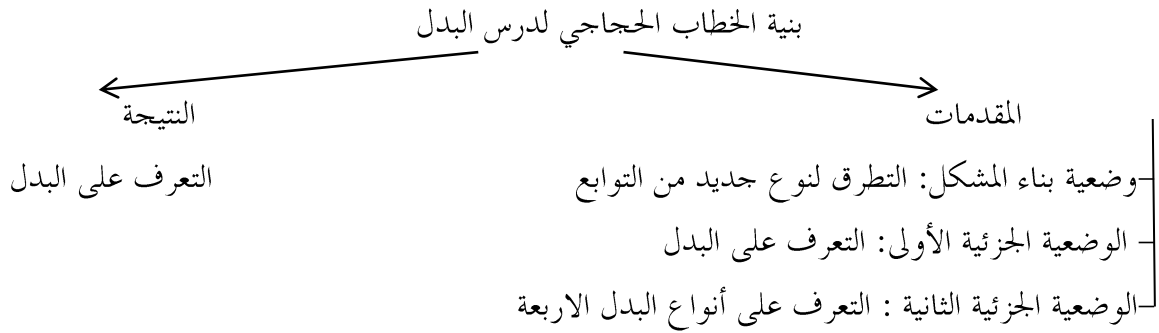 بنية الخطاب الحجاجي لدرس البدل
المقدمات
النتيجة
وضعية بناء المشكل: التطرق لنوع جديد من التوابع
التعرف على البدل
الوضعية الجزئية الأولى: التعرف على البدل
الوضعية الجزئية الثانية : التعرف على أنواع البدل الاربعة